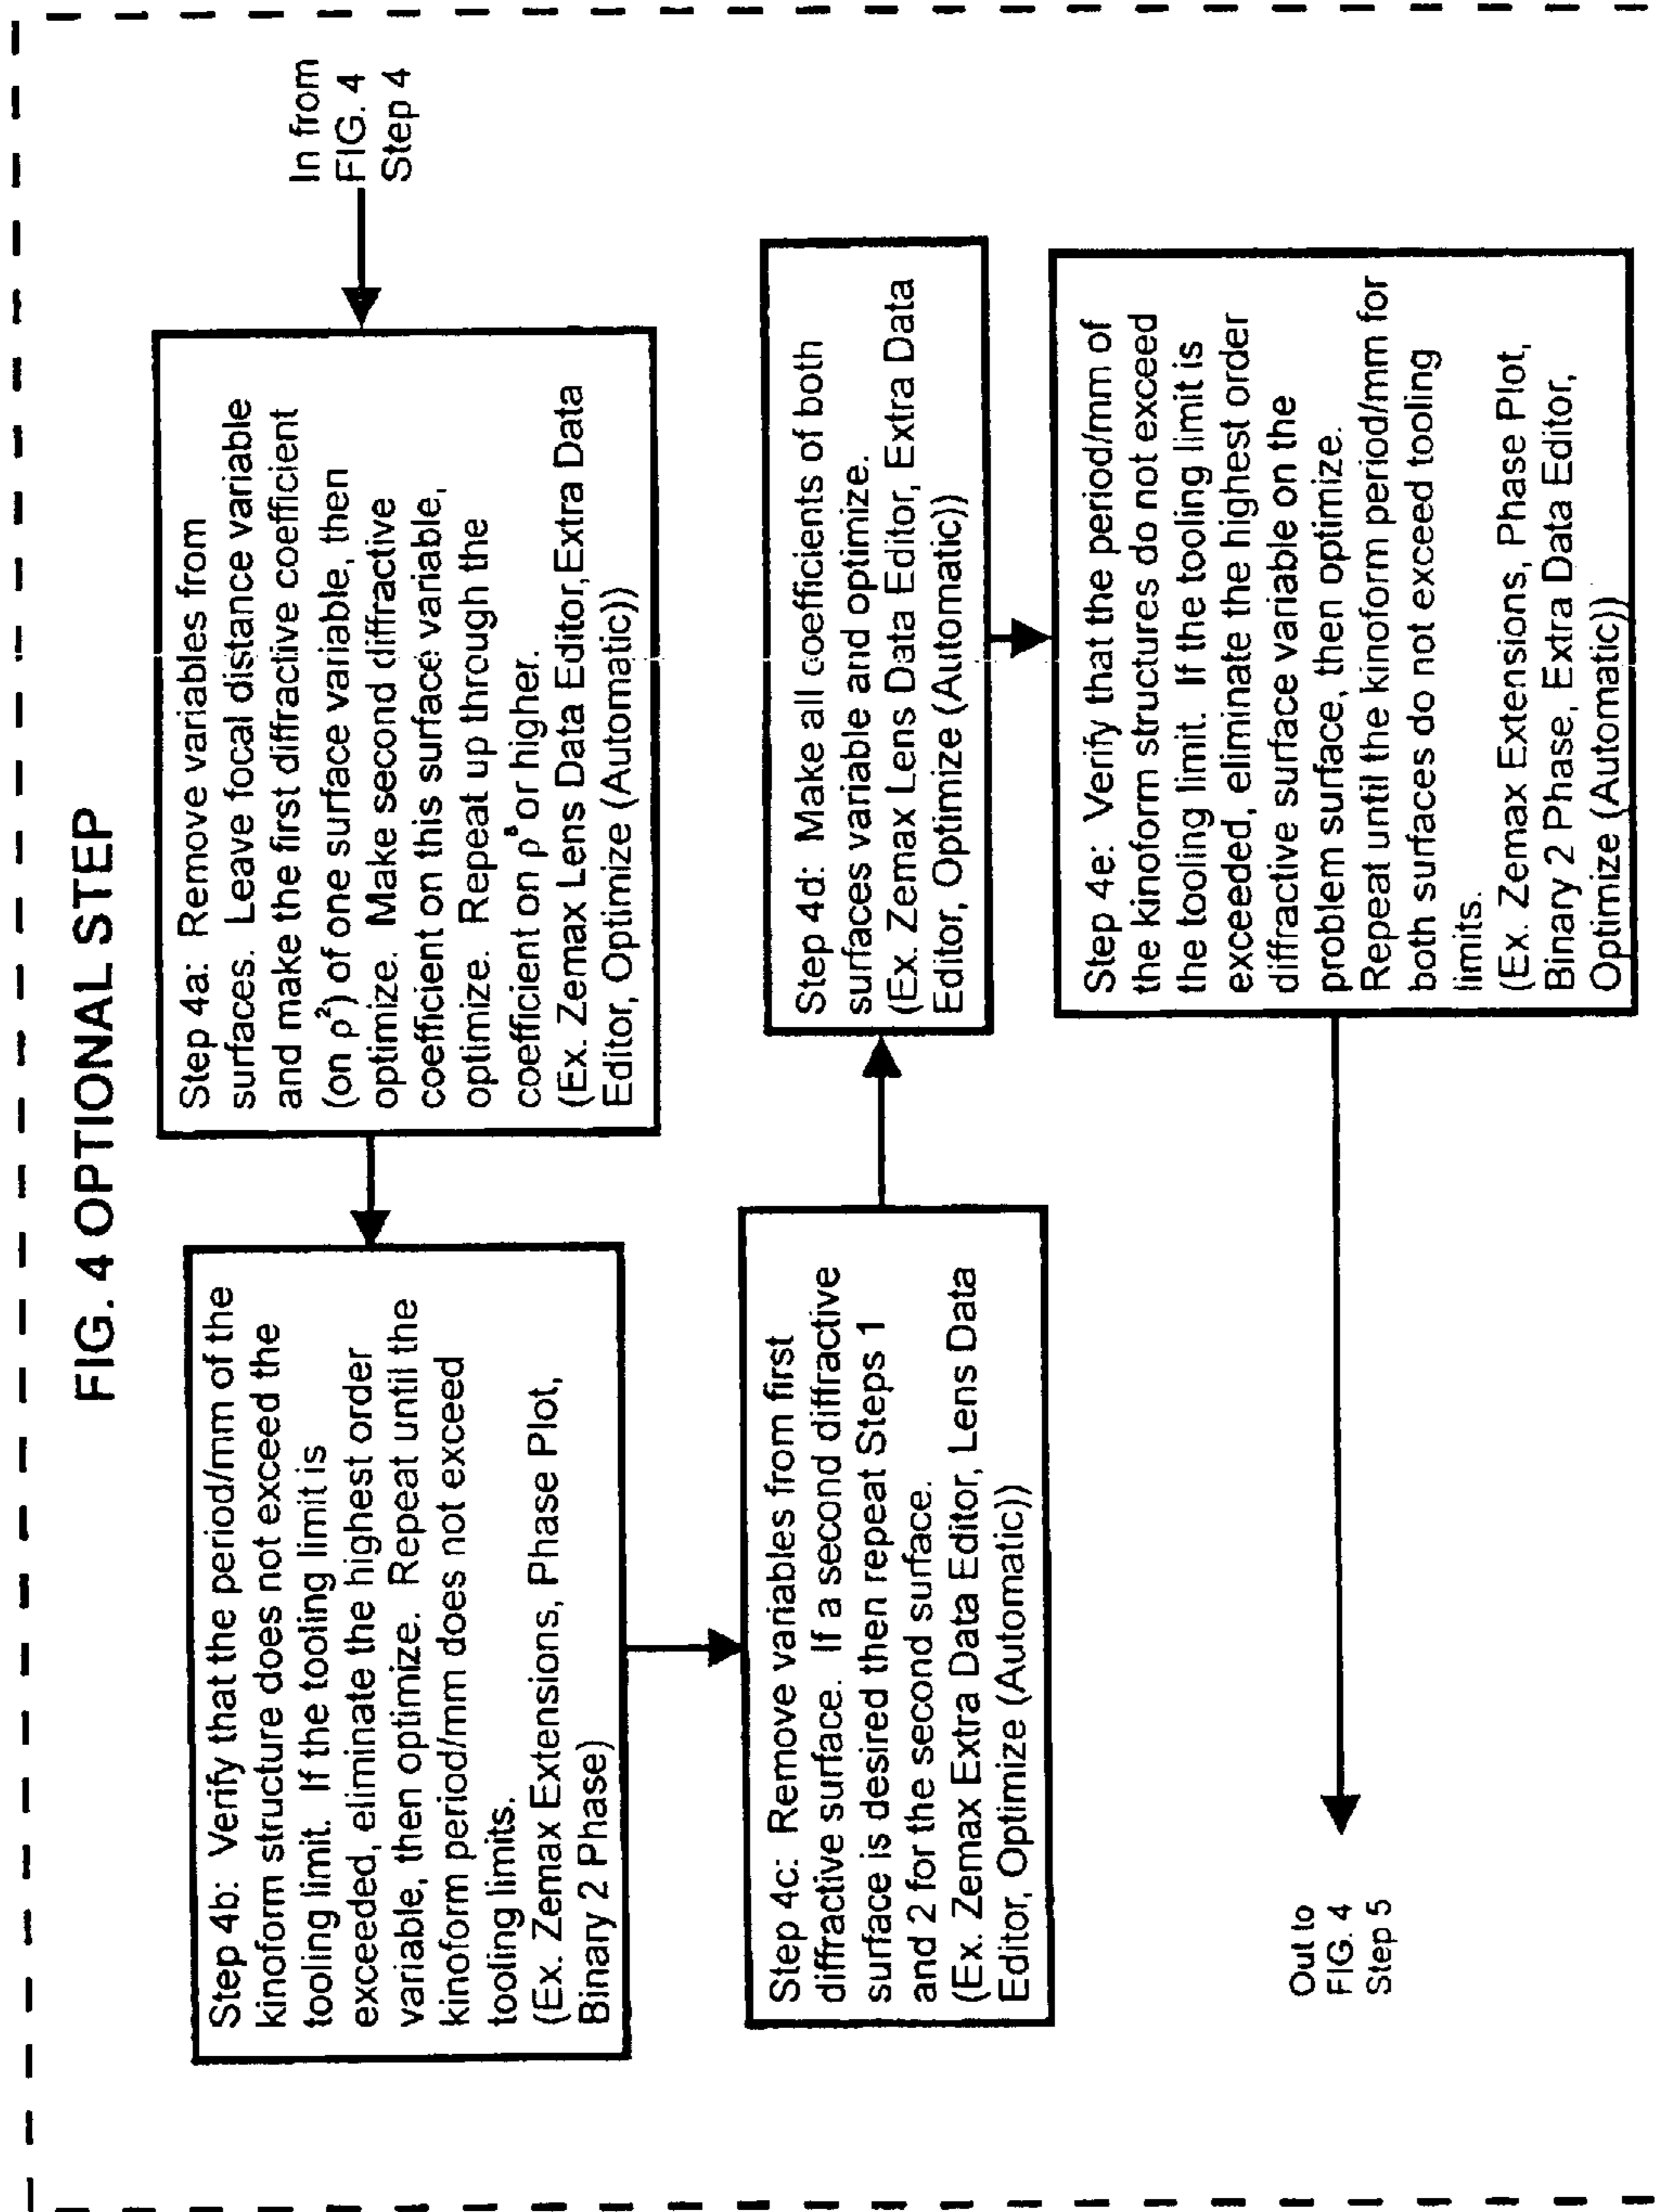 FIG. 4 OPTIONAL STEP
In from
FIG. 4
Step 4
Step 4a: Remove variables from
surfaces. Leave focal distance variable
and make the first diffractive coefficient
(on ρ²) of one surface variable, then
optimize. Make second diffractive
coefficient on this surface variable,
optimize. Repeat up through the
coefficient on ρ⁸ or higher.
(Ex. Zemax Lens Data Editor, Extra Data
Editor, Optimize (Automatic))
Step 4b: Verify that the period/mm of the
kinoform structure does not exceed the
tooling limit. If the tooling limit is
exceeded, eliminate the highest order
variable, then optimize. Repeat until the
kinoform period/mm does not exceed
tooling limits.
(Ex. Zemax Extensions, Phase Plot,
Binary 2 Phase)
Step 4c: Remove variables from first
diffractive surface. If a second diffractive
surface is desired then repeat Steps 1
and 2 for the second surface.
(Ex. Zemax Extra Data Editor, Lens Data
Editor, Optimize (Automatic))
Step 4d: Make all coefficients of both
surfaces variable and optimize.
(Ex. Zemax Lens Data Editor, Extra Data
Editor, Optimize (Automatic))
Step 4e: Verify that the period/mm of
the kinoform structures do not exceed
the tooling limit. If the tooling limit is
exceeded, eliminate the highest order
diffractive surface variable on the
problem surface, then optimize.
Repeat until the kinoform period/mm for
both surfaces do not exceed tooling
limits.
(Ex. Zemax Extensions, Phase Plot,
Binary 2 Phase, Extra Data Editor,
Optimize (Automatic))
Out to
FIG. 4
Step 5